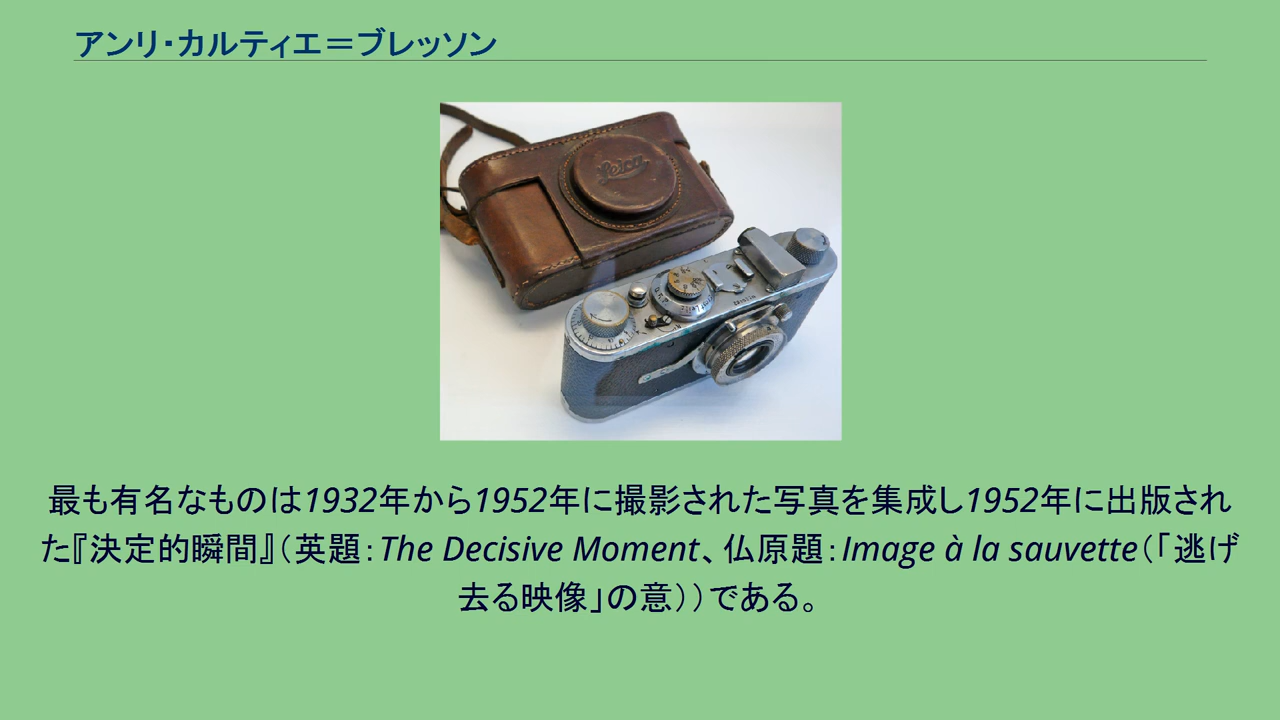 アンリ・カルティエ＝ブレッソン
Leica
最も有名なものは1932年から1952年に撮影された写真を集成し1952年に出版され
た『決定的瞬間』（英題：The Decisive Moment、仏原題：Image à la sauvette（「逃げ
去る映像」の意））である。